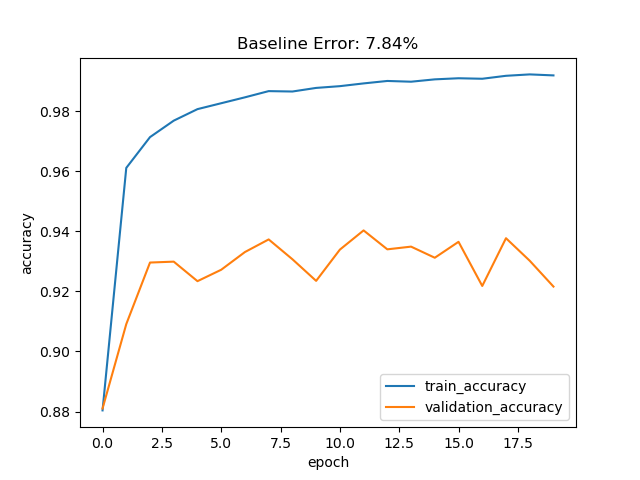 Baseline Error: 7.84%
accuracy
0.98
0.96
0.94
0.92
0.90
0.88
train_accuracy
validation_accuracy
0.0 2.5 5.0 7.5 10.0 12.5 15.0 17.5
epoch